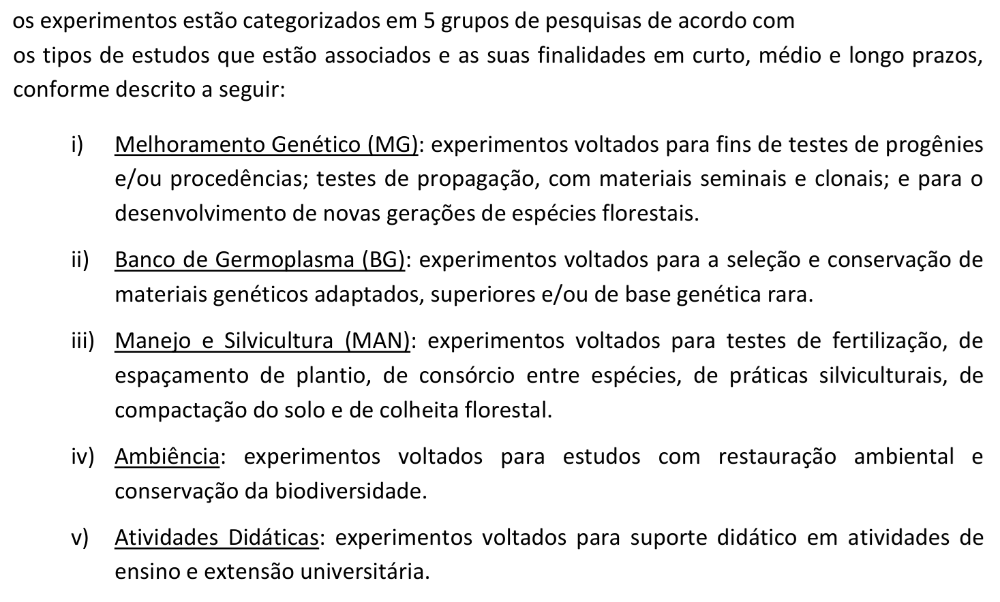 os experimentos estão categorizados em 5 grupos de pesquisas de acordo com
os tipos de estudos que estão associados e as suas finalidades em curto, médio e longo prazos,
conforme descrito a seguir:
i) Melhoramento Genético (MG): experimentos voltados para fins de testes de progênies
e/ou procedências; testes de propagação, com materiais seminais e clonais; e para o
desenvolvimento de novas gerações de espécies florestais.
ii) Banco de Germoplasma (BG): experimentos voltados para a seleção e conservação de
materiais genéticos adaptados, superiores e/ou de base genética rara.
iii) Manejo e Silvicultura (MAN): experimentos voltados para testes de fertilização, de
espaçamento de plantio, de consórcio entre espécies, de práticas silviculturais, de
compactação do solo e de colheita florestal.
iv) Ambiência: experimentos voltados para estudos com restauração ambiental e
conservação da biodiversidade.
v) Atividades Didáticas: experimentos voltados para suporte didático em atividades de
ensino e extensão universitária.